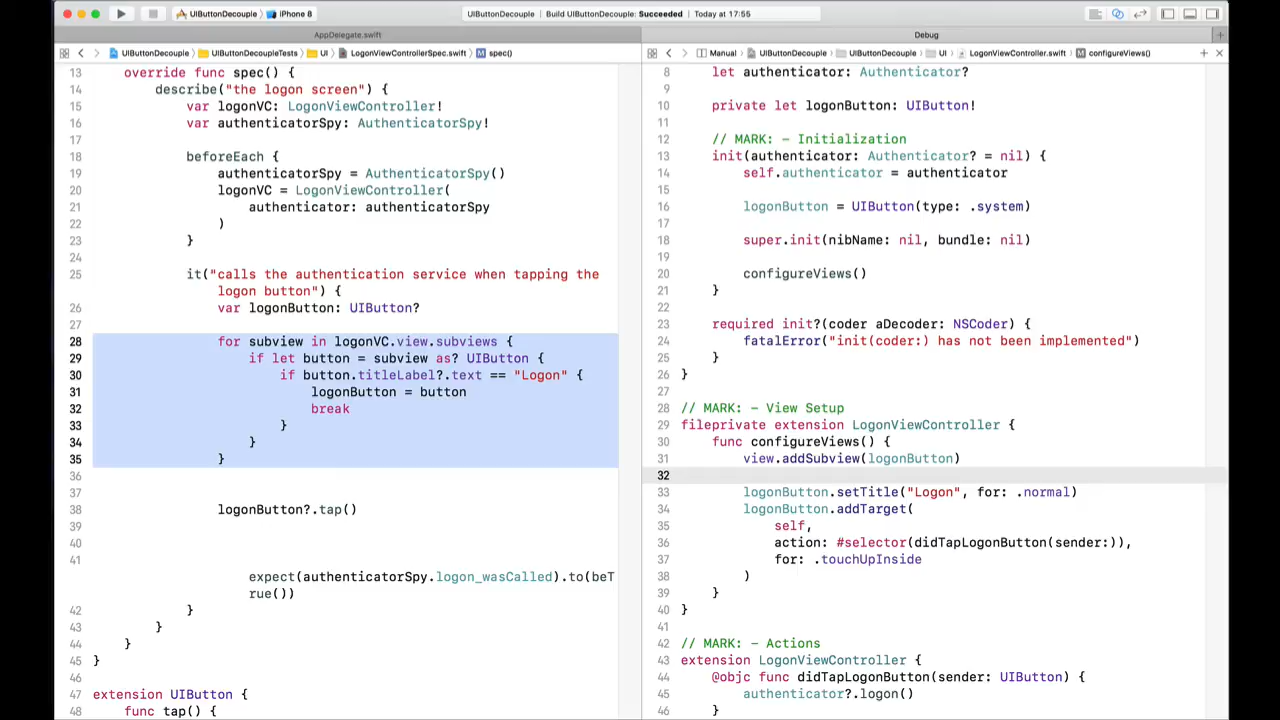 UIButtonDecouple iPhone 8
UIButtonDecouple | Build UIButtonDecouple: Succeeded | Today at 17:55
AppDelegate.swift
UIButtonDecouple UIButtonDecoupleTests UI LogonViewControllerSpec.swift M spec()
13 override func spec() {
14 describe("the logon screen") {
15 var logonVC: LogonViewController!
16 var authenticatorSpy: AuthenticatorSpy!
17
18 beforeEach {
19 authenticatorSpy = AuthenticatorSpy()
20 logonVC = LogonViewController(
21 authenticator: authenticatorSpy
22 )
23 }
24
25 it("calls the authentication service when tapping the
logon button") {
26 var logonButton: UIButton?
27
28 for subview in logonVC.view.subviews {
29 if let button = subview as? UIButton {
30 if button.titleLabel?.text == "Logon" {
31 logonButton = button
32 break
33 }
34 }
35 }
36
37
38 logonButton?.tap()
39
40
41
expect(authenticatorSpy.logon_wasCalled).to(beT
rue())
42 }
43 }
44 }
45 }
46
47 extension UIButton {
48 func tap() {
Debug
Manual UIButtonDecouple UIButtonDecouple UI LogonViewController.swift M configureViews()
8 let authenticator: Authenticator?
9
10 private let logonButton: UIButton!
11
12 // MARK: - Initialization
13 init(authenticator: Authenticator? = nil) {
14 self.authenticator = authenticator
15
16 logonButton = UIButton(type: .system)
17
18 super.init(nibName: nil, bundle: nil)
19
20 configureViews()
21 }
22
23 required init?(coder aDecoder: NSCoder) {
24 fatalError("init(coder:) has not been implemented")
25 }
26 }
27
28 // MARK: - View Setup
29 fileprivate extension LogonViewController {
30 func configureViews() {
31 view.addSubview(logonButton)
32
33 logonButton.setTitle("Logon", for: .normal)
34 logonButton.addTarget(
35 self,
36 action: #selector(didTapLogonButton(sender:)),
37 for: .touchUpInside
38 )
39 }
40 }
41
42 // MARK: - Actions
43 extension LogonViewController {
44 @objc func didTapLogonButton(sender: UIButton) {
45 authenticator?.logon()
46 }